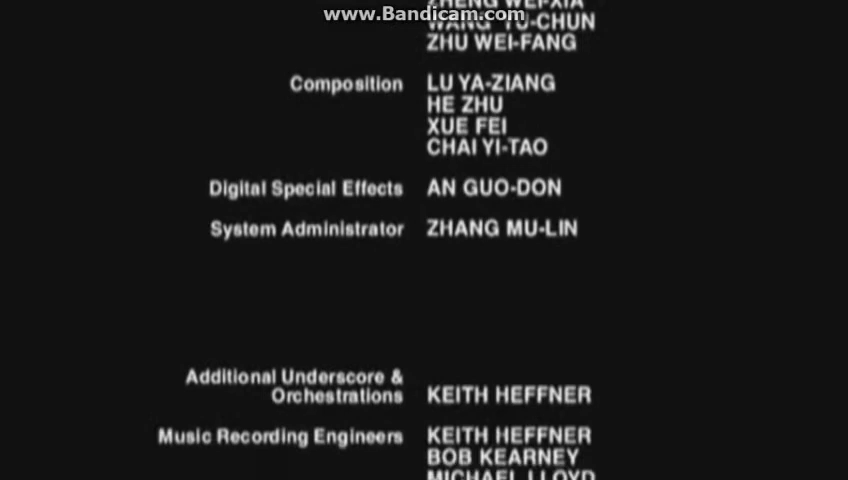 ZHENG WEI-XIA
www.Bandicam.com
WANG YU-CHUN
ZHU WEI-FANG
Composition LU YA-ZIANG
HE ZHU
XUE FEI
CHAI YI-TAO
Digital Special Effects AN GUO-DON
System Administrator ZHANG MU-LIN
Additional Underscore &
Orchestrations KEITH HEFFNER
Music Recording Engineers KEITH HEFFNER
BOB KEARNEY
MICHAEL LLOYD